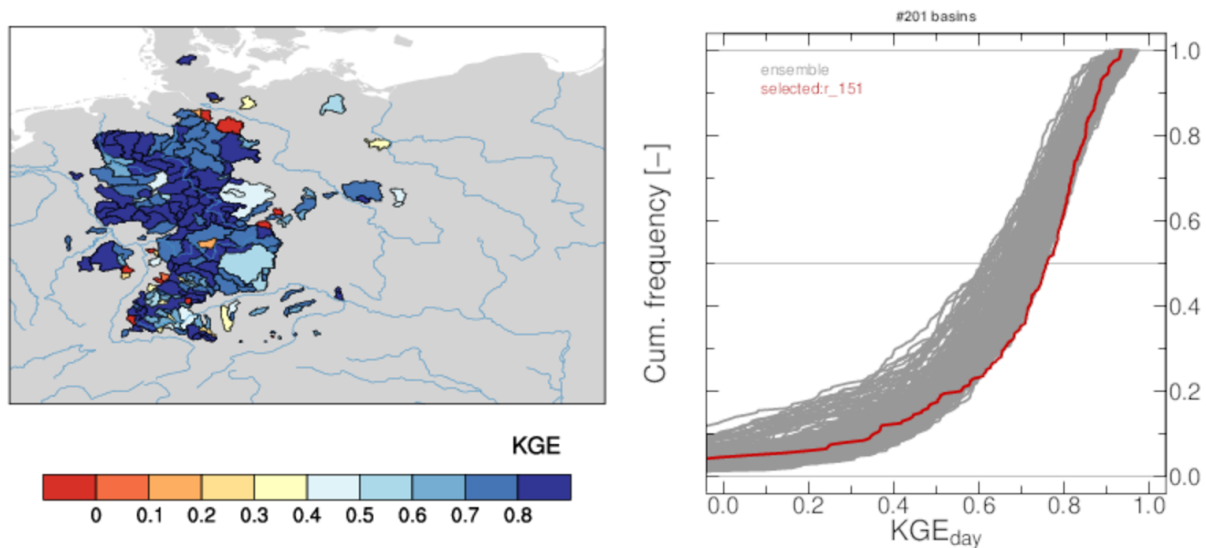 KGE
0 0.1 0.2 0.3 0.4 0.5 0.6 0.7 0.8
#201 basins
ensemble
selected:r_151
Cum. frequency [−]
1.0
0.8
0.6
0.4
0.2
0.0
0.0 0.2 0.4 0.6 0.8 1.0
KGEday